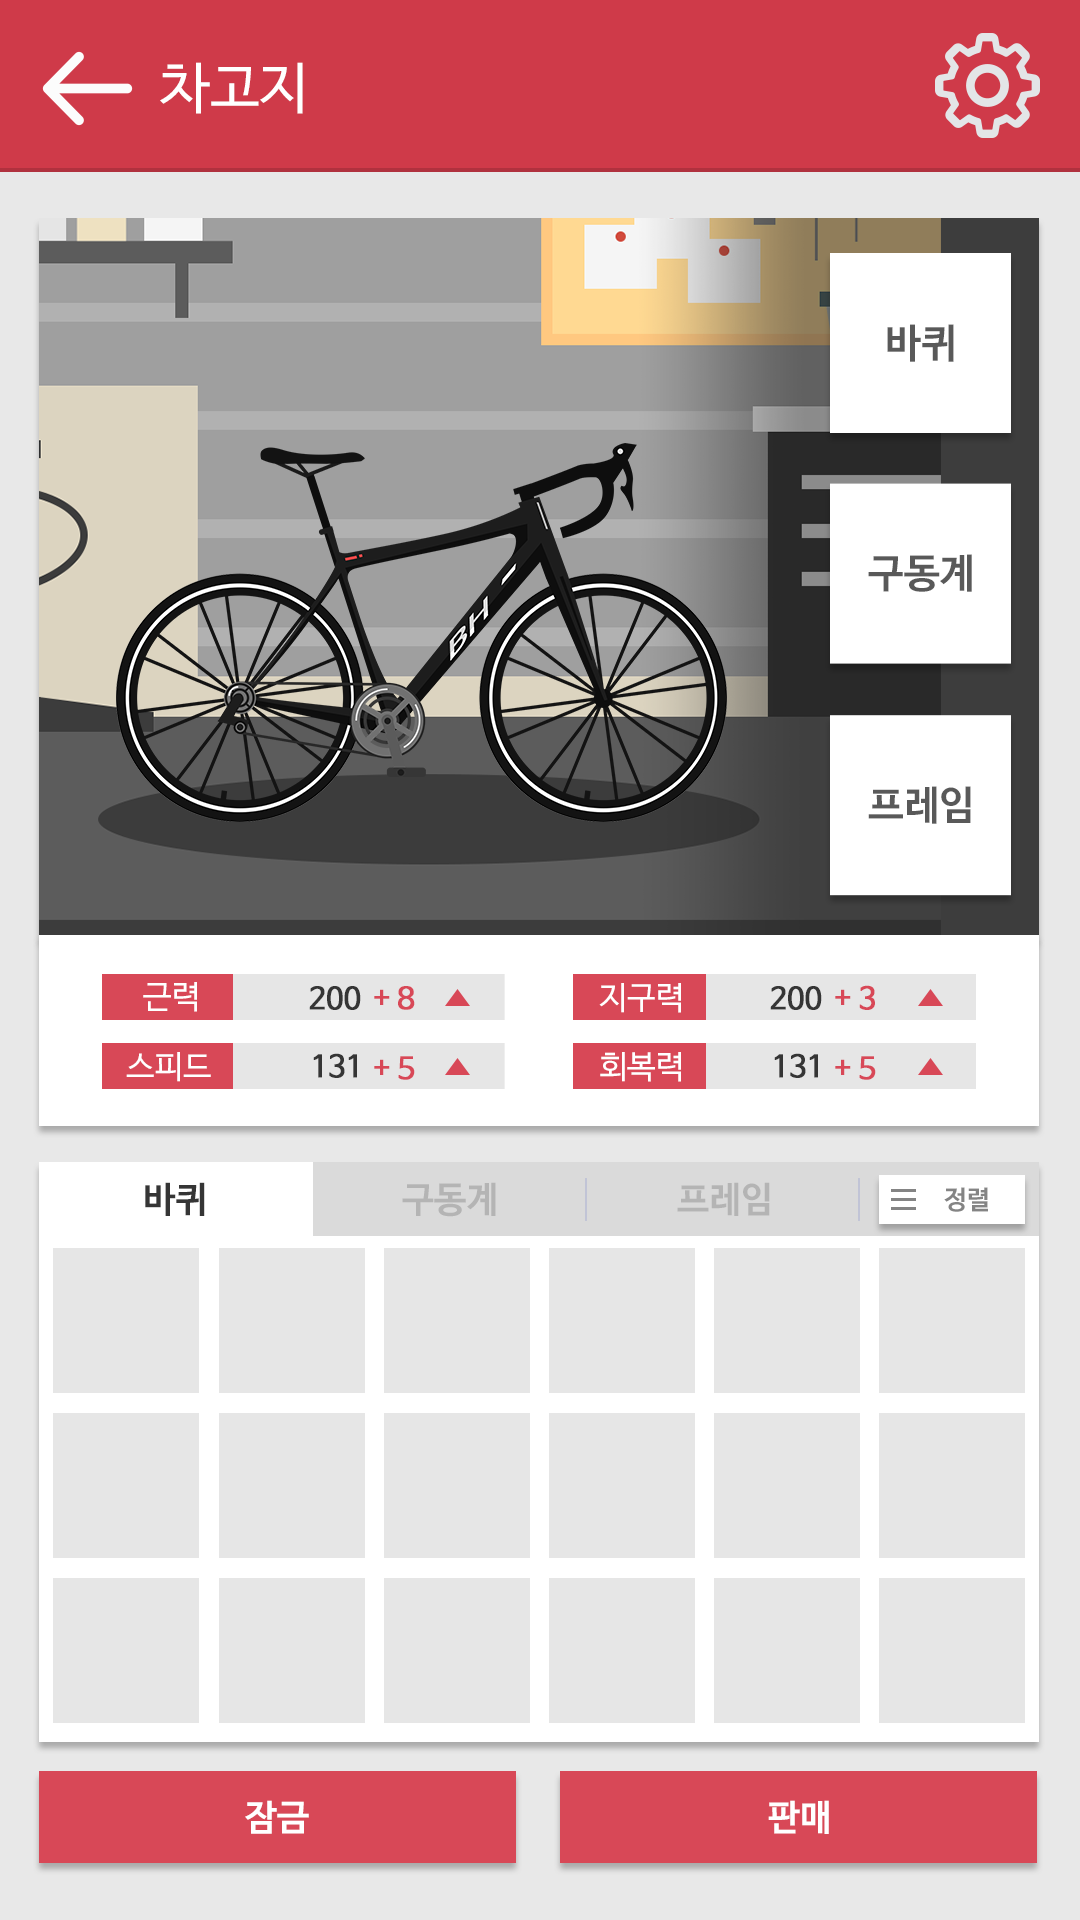 차고지
바퀴
구동계
프레임
BH
근력 200 + 8 ▲
지구력 200 + 3 ▲
스피드 131 + 5 ▲
회복력 131 + 5 ▲
바퀴 구동계 프레임 정렬
잠금 판매